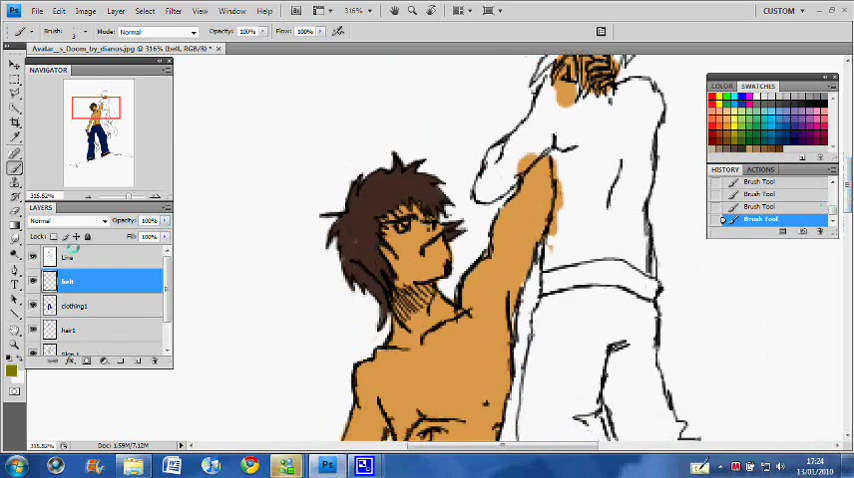 Ps File Edit Image Layer Select Filter View Window Help 316% CUSTOM
Brush: 3 Mode: Normal Opacity: 100% Flow: 100%
Avatar__s_Doom_by_dianos.jpg @ 316% (belt, RGB/8) *
NAVIGATOR
315.82%
LAYERS
Normal Opacity: 100%
Lock: Fill: 100%
Line
belt
clothing1
hair1
Skin 1
COLOR SWATCHES
HISTORY ACTIONS
Brush Tool
Brush Tool
Brush Tool
Brush Tool
315.82% Doc: 1.59M/7.12M
17:24
13/01/2010